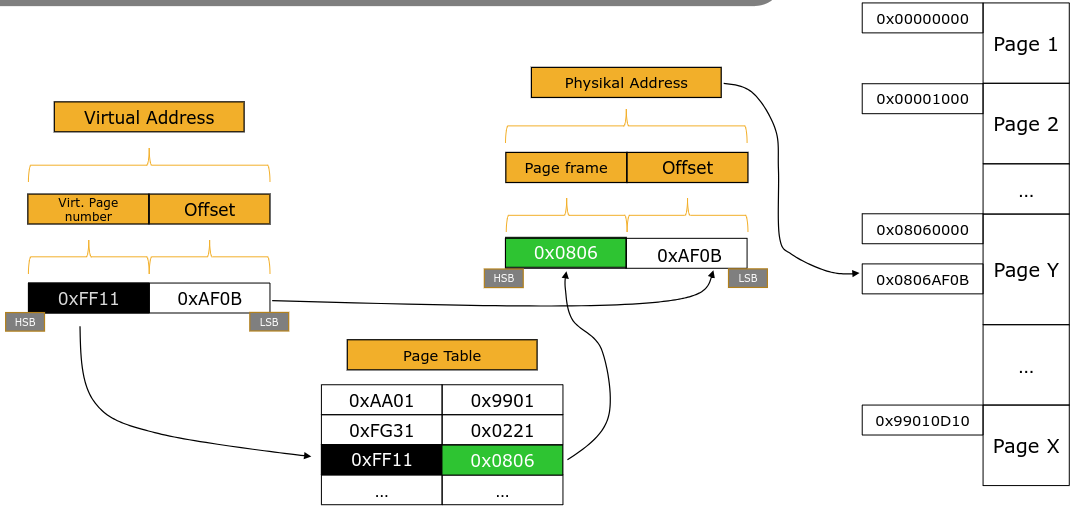 Virtual Address
Virt. Page
number
Offset
0xFF11
0xAF0B
HSB
LSB
Physikal Address
Page frame
Offset
0x0806
0xAF0B
HSB
LSB
Page Table
0xAA01 0x9901
0xFG31 0x0221
0xFF11 0x0806
... ...
0x00000000
Page 1
0x00001000
Page 2
...
0x08060000
0x0806AF0B
Page Y
...
0x99010D10
Page X